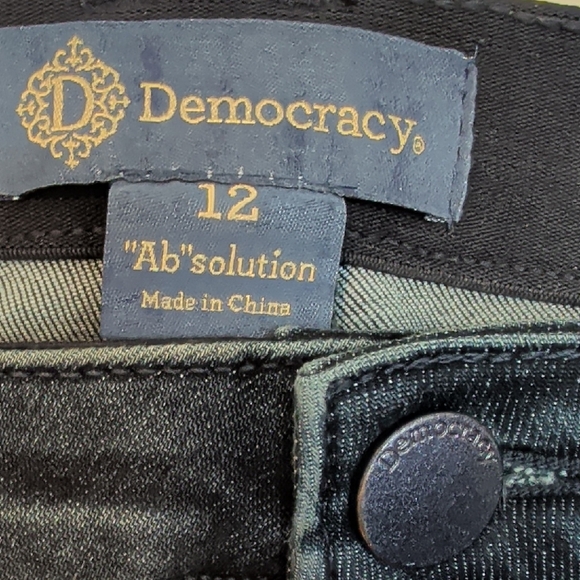 D Democracy®
12
"Ab"solution
Made in China
Democracy